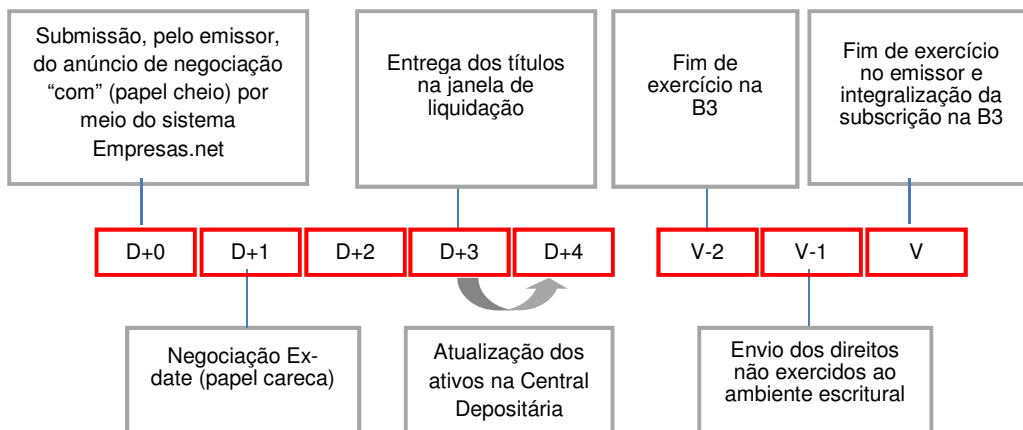 Submissão, pelo emissor,
do anúncio de negociação
“com” (papel cheio) por
meio do sistema
Empresas.net
Entrega dos títulos
na janela de
liquidação
Fim de
exercício na
B3
Fim de exercício
no emissor e
integralização da
subscrição na B3
D+0
D+1
D+2
D+3
D+4
V-2
V-1
V
Negociação Ex-
date (papel careca)
Atualização dos
ativos na Central
Depositária
Envio dos direitos
não exercidos ao
ambiente escritural